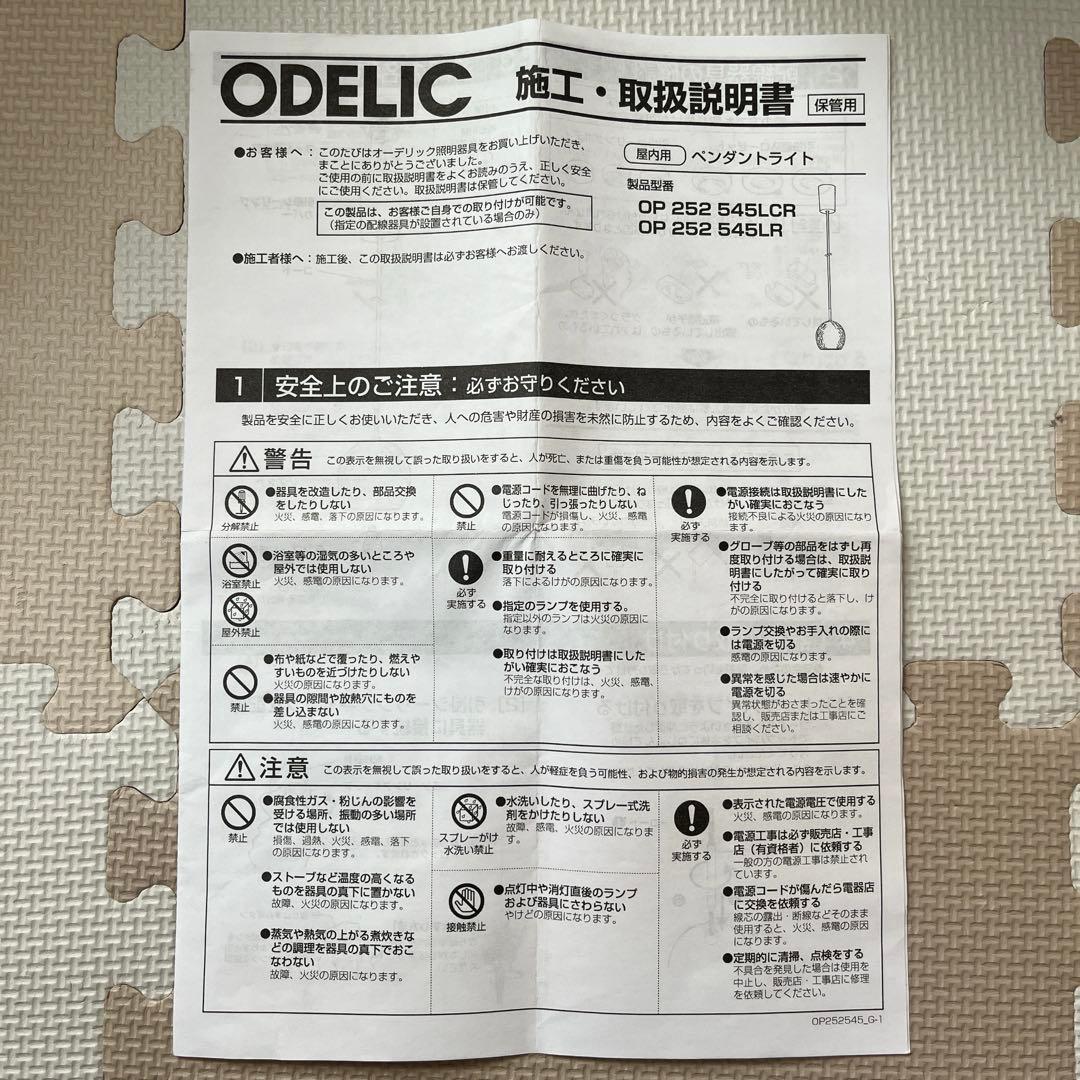 ODELIC 施工・取扱説明書 保管用
●お客様へ：このたびはオーデリック照明器具をお買い上げいただき、
まことにありがとうございました。
ご使用の前に取扱説明書をよくお読みのうえ、正しく安全
にご使用ください。取扱説明書は保管してください。
この製品は、お客様ご自身での取り付けが可能です。
（指定の配線器具が設置されている場合のみ）
●施工者様へ：施工後、この取扱説明書は必ずお客様へお渡しください。
屋内用 ペンダントライト
製品型番
OP 252 545LCR
OP 252 545LR
1 安全上のご注意：必ずお守りください
製品を安全に正しくお使いいただき、人への危害や財産の損害を未然に防止するため、内容をよくご確認ください。
警告 この表示を無視して誤った取り扱いをすると、人が死亡、または重傷を負う可能性が想定される内容を示します。
分解禁止
●器具を改造したり、部品交換
をしたりしない
火災、感電、落下の原因になります。
浴室禁止
屋外禁止
●浴室等の湿気の多いところや
屋外では使用しない
火災、感電の原因になります。
禁止
●布や紙などで覆ったり、燃えや
すいものを近づけたりしない
火災の原因になります。
●器具の隙間や放熱穴にものを
差し込まない
火災、感電の原因になります。
禁止
●電源コードを無理に曲げたり、ね
じったり、引っ張ったりしない
電源コードが損傷し、火災、感電
の原因になります。
必ず
実施する
●重量に耐えるところに確実に
取り付ける
落下によるけがの原因になります。
●指定のランプを使用する。
指定以外のランプは火災の原因に
なります。
●取り付けは取扱説明書にした
がい確実におこなう
不完全な取り付けは、火災、感電、
けがの原因になります。
必ず
実施する
●電源接続は取扱説明書にした
がい確実におこなう
接続不良による火災の原因になり
ます。
●グローブ等の部品をはずし再
度取り付ける場合は、取扱説
明書にしたがって確実に取り
付ける
不完全に取り付けると落下し、け
がの原因になります。
●ランプ交換やお手入れの際に
は電源を切る
感電の原因になります。
●異常を感じた場合は速やかに
電源を切る
異常状態がおさまったことを確
認し、販売店または工事店にご
相談ください。
注意 この表示を無視して誤った取り扱いをすると、人が軽症を負う可能性、および物的損害の発生が想定される内容を示します。
禁止
●腐食性ガス・粉じんの影響を
受ける場所、振動の多い場所
では使用しない
損傷、過熱、火災、感電、落下
の原因になります。
●ストーブなど温度の高くなる
ものを器具の真下に置かない
故障、火災の原因になります。
●蒸気や熱気の上がる煮炊きな
どの調理を器具の真下でおこ
なわない
故障、火災の原因になります。
スプレーがけ
水洗い禁止
●水洗いしたり、スプレー式洗
剤をかけたりしない
故障、感電、火災の原因になりま
す。
接触禁止
●点灯中や消灯直後のランプ
および器具にさわらない
やけどの原因になります。
必ず
実施する
●表示された電源電圧で使用する
火災、感電の原因になります。
●電源工事は必ず販売店・工事
店（有資格者）に依頼する
一般の方の電源工事は禁止され
ています。
●電源コードが傷んだら電器店
に交換を依頼する
線芯の露出・断線などそのまま
使用すると、火災、感電の原因
になります。
●定期的に清掃、点検をする
不具合を発見した場合は使用を
中止し、販売店・工事店に修理
を依頼してください。
OP252545_G-1